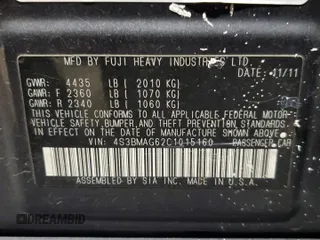 MFD BY FUJI HEAVY INDUSTRIES LTD.
DATE: 11/11
GVWR: 4435 LB ( 2010 KG)
GAWR: F 2360 LB ( 1070 KG)
GAWR: R 2340 LB ( 1060 KG)
THIS VEHICLE CONFORMS TO ALL APPLICABLE FEDERAL MOTOR
VEHICLE SAFETY, BUMPER, AND THEFT PREVENTION STANDARDS
IN EFFECT ON THE DATE OF MANUFACTURE SHOWN ABOVE.
VIN: 4S3BMAG62C1015160 PASSENGER CAR
ASSEMBLED BY SIA INC. IN U.S.A.
DREAMBID